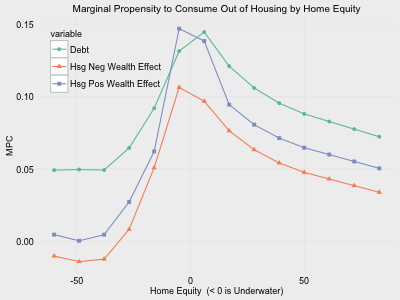 Marginal Propensity to Consume Out of Housing by Home Equity
variable
Debt
Hsg Neg Wealth Effect
Hsg Pos Wealth Effect
MPC
0.15
0.10
0.05
0.00
-50
0
50
Home Equity (< 0 is Underwater)